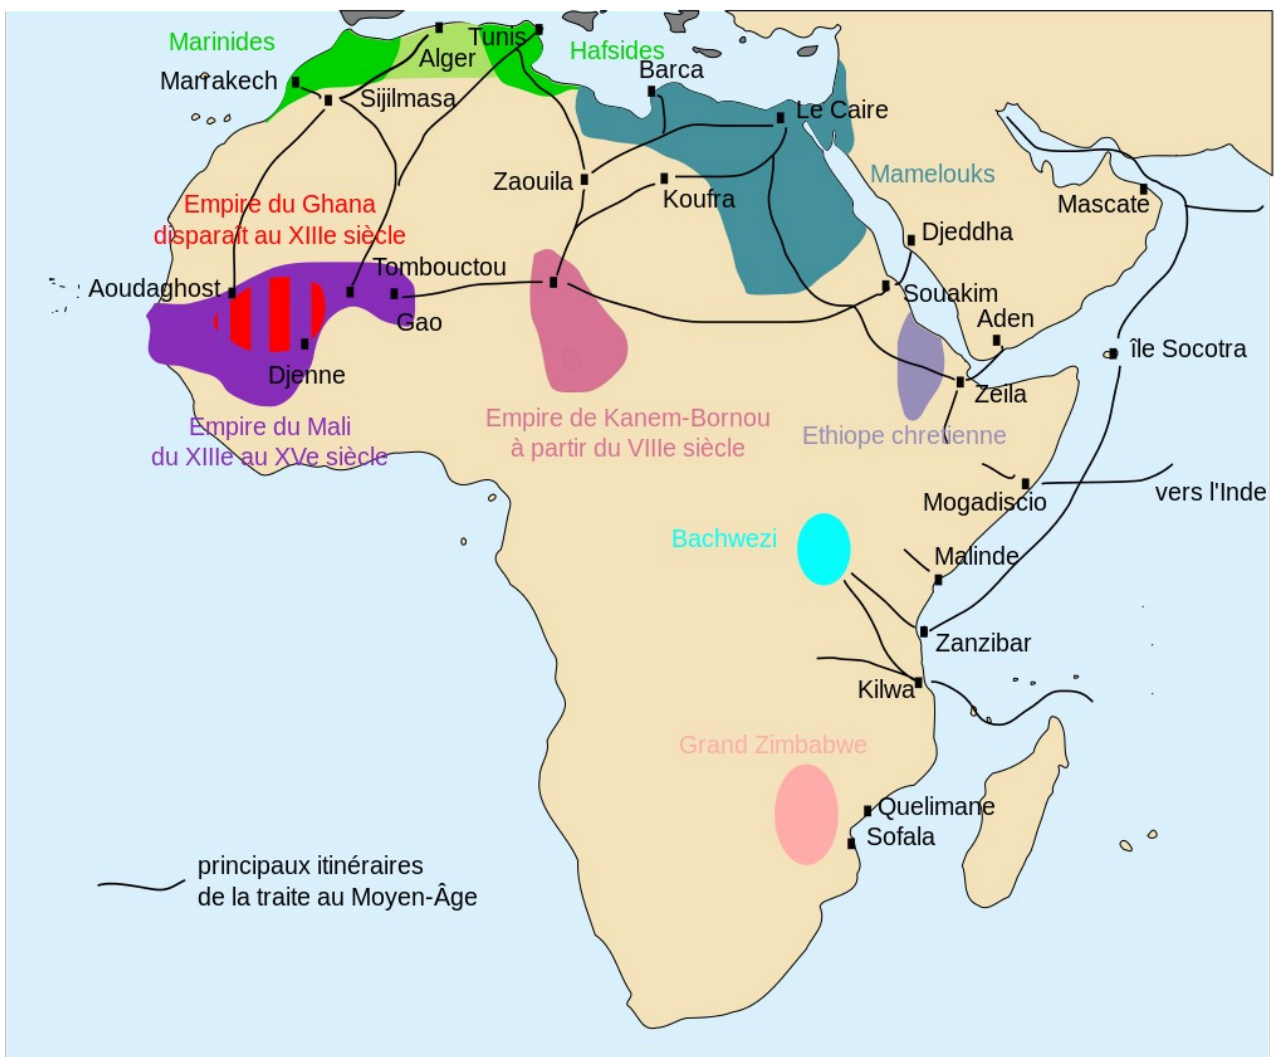 Marinides
Tunis
Hafsides
Alger
Barca
Marrakech
Sijilmasa
Le Caire
Zaouila
Mamelouks
Koufra
Mascate
Empire du Ghana
disparaît au XIIIe siècle
Djeddha
Tombouctou
Aoudaghost
Souakim
Gao
Aden
île Socotra
Djenne
Zeila
Empire du Mali
du XIIIe au XVe siècle
Empire de Kanem-Bornou
à partir du VIIIe siècle
Ethiope chretienne
Mogadiscio
vers l'Inde
Bachwezi
Malinde
Zanzibar
Kilwa
Grand Zimbabwe
Quelimane
Sofala
principaux itinéraires
de la traite au Moyen-Âge